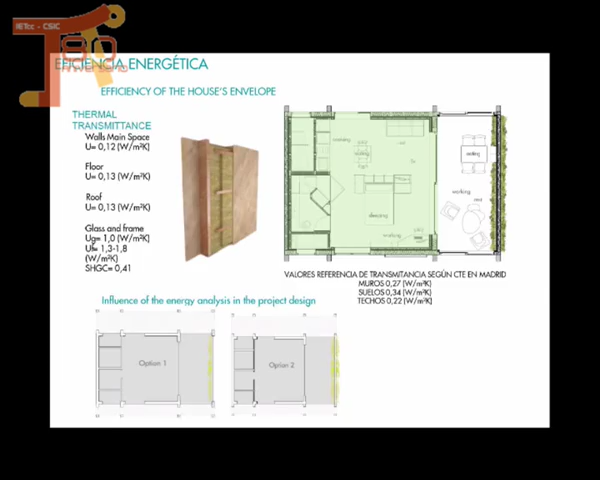 IETcc - CSIC
80
ANIVERSARIO
EFICIENCIA ENERGÉTICA
EFFICIENCY OF THE HOUSE'S ENVELOPE
THERMAL
TRANSMITTANCE
Walls Main Space
U= 0,12 (W/m²K)
Floor
U= 0,13 (W/m²K)
Roof
U= 0,13 (W/m²K)
Glass and frame
Ug= 1,0 (W/m²K)
Uf= 1,3-1,8
(W/m²K)
SHGC= 0,41
working
VALORES REFERENCIA DE TRANSMITANCIA SEGÚN CTE EN MADRID
MUROS 0,27 (W/m²K)
SUELOS 0,34 (W/m²K)
TECHOS 0,22 (W/m²K)
Influence of the energy analysis in the project design
Option 1
Option 2